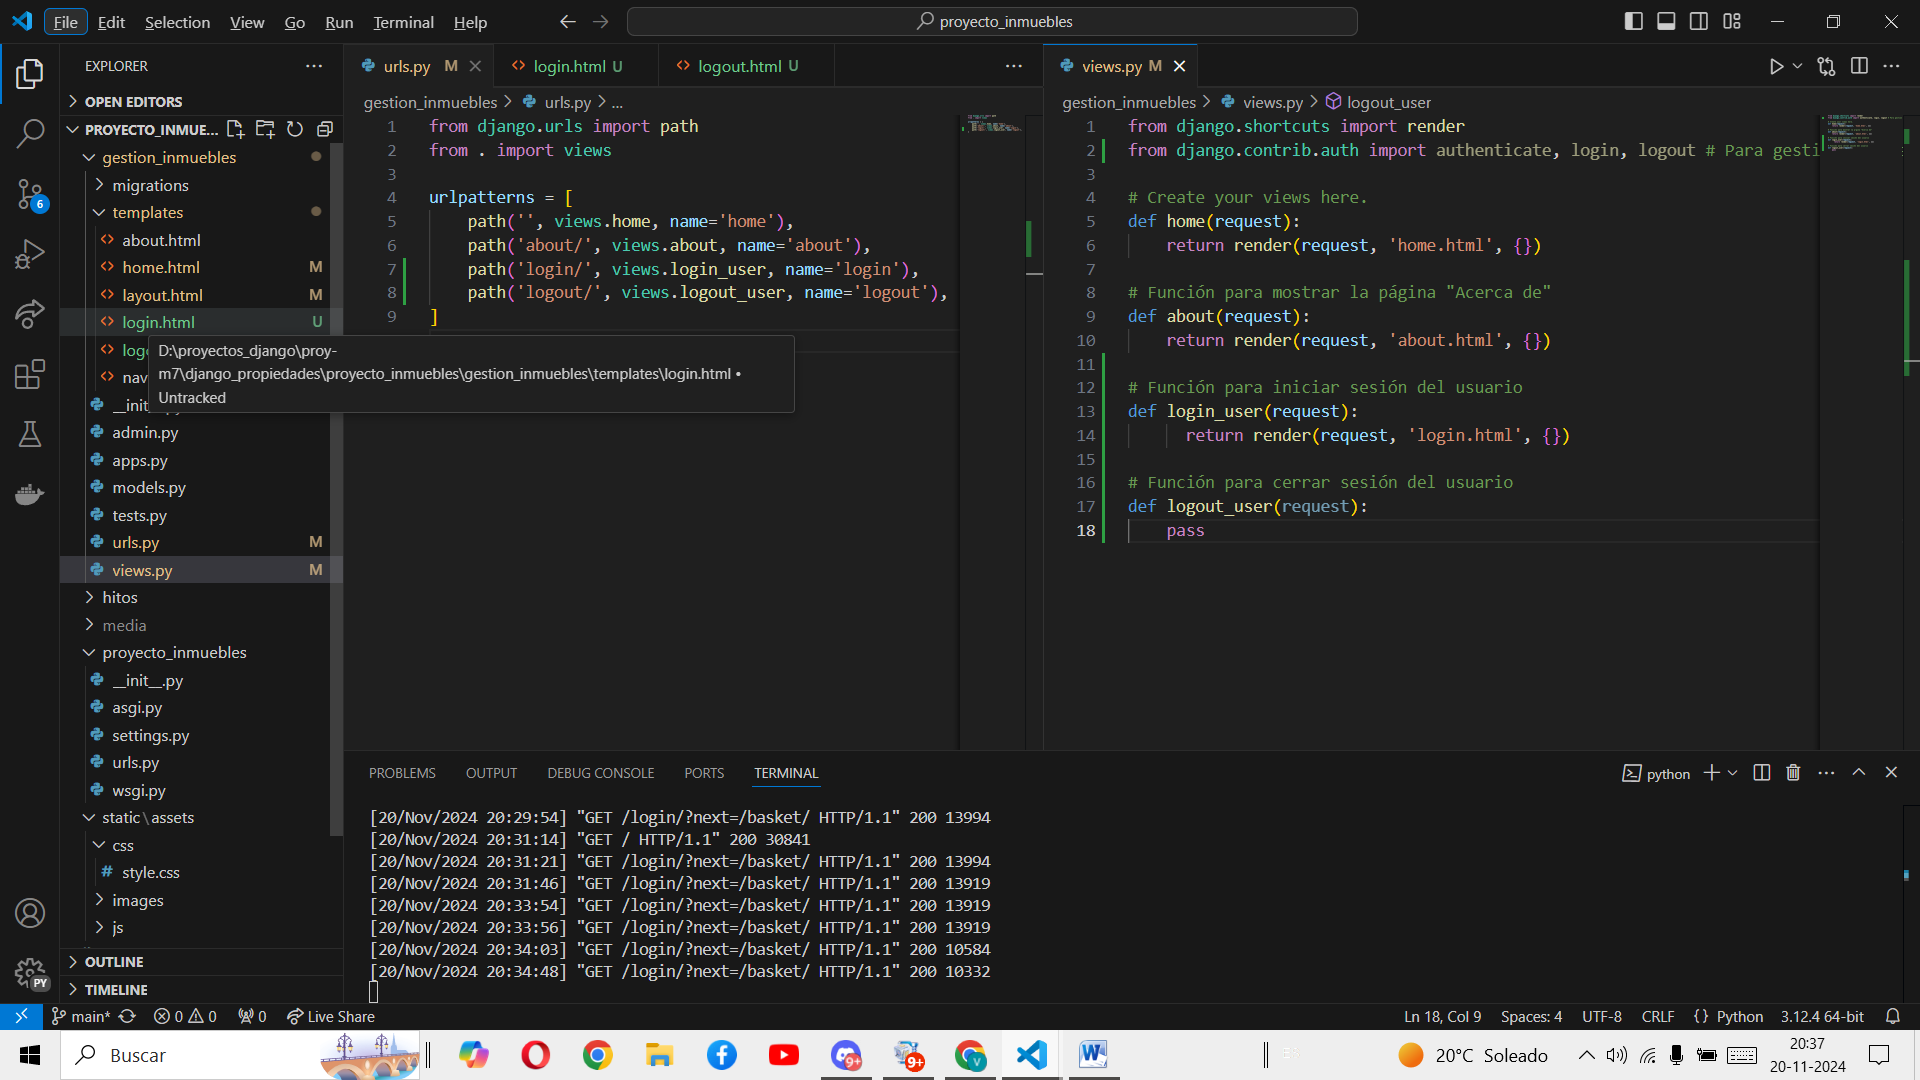 File Edit Selection View Go Run Terminal Help
proyecto_inmuebles
EXPLORER
OPEN EDITORS
PROYECTO_INMUE...
gestion_inmuebles
migrations
templates
about.html
home.html M
layout.html M
login.html U
logo
nav
__init__.py
admin.py
apps.py
models.py
tests.py
urls.py M
views.py M
hitos
media
proyecto_inmuebles
__init__.py
asgi.py
settings.py
urls.py
wsgi.py
static\assets
css
# style.css
images
js
OUTLINE
TIMELINE
6
PY
D:\proyectos_django\proy-
m7\django_propiedades\proyecto_inmuebles\gestion_inmuebles\templates\login.html •
Untracked
urls.py M
login.html U
logout.html U
gestion_inmuebles > urls.py > ...
1 from django.urls import path
2 from . import views
3
4 urlpatterns = [
5 path('', views.home, name='home'),
6 path('about/', views.about, name='about'),
7 path('login/', views.login_user, name='login'),
8 path('logout/', views.logout_user, name='logout'),
9 ]
views.py M
gestion_inmuebles > views.py > logout_user
1 from django.shortcuts import render
2 from django.contrib.auth import authenticate, login, logout # Para gesti
3
4 # Create your views here.
5 def home(request):
6 return render(request, 'home.html', {})
7
8 # Función para mostrar la página "Acerca de"
9 def about(request):
10 return render(request, 'about.html', {})
11
12 # Función para iniciar sesión del usuario
13 def login_user(request):
14 return render(request, 'login.html', {})
15
16 # Función para cerrar sesión del usuario
17 def logout_user(request):
18 pass
PROBLEMS OUTPUT DEBUG CONSOLE PORTS TERMINAL
python
[20/Nov/2024 20:29:54] "GET /login/?next=/basket/ HTTP/1.1" 200 13994
[20/Nov/2024 20:31:14] "GET / HTTP/1.1" 200 30841
[20/Nov/2024 20:31:21] "GET /login/?next=/basket/ HTTP/1.1" 200 13994
[20/Nov/2024 20:31:46] "GET /login/?next=/basket/ HTTP/1.1" 200 13919
[20/Nov/2024 20:33:54] "GET /login/?next=/basket/ HTTP/1.1" 200 13919
[20/Nov/2024 20:33:56] "GET /login/?next=/basket/ HTTP/1.1" 200 13919
[20/Nov/2024 20:34:03] "GET /login/?next=/basket/ HTTP/1.1" 200 10584
[20/Nov/2024 20:34:48] "GET /login/?next=/basket/ HTTP/1.1" 200 10332
main* 0 0 0 Live Share
Ln 18, Col 9 Spaces: 4 UTF-8 CRLF {} Python 3.12.4 64-bit
Buscar
9+
9+
V
20°C Soleado
20:37
20-11-2024